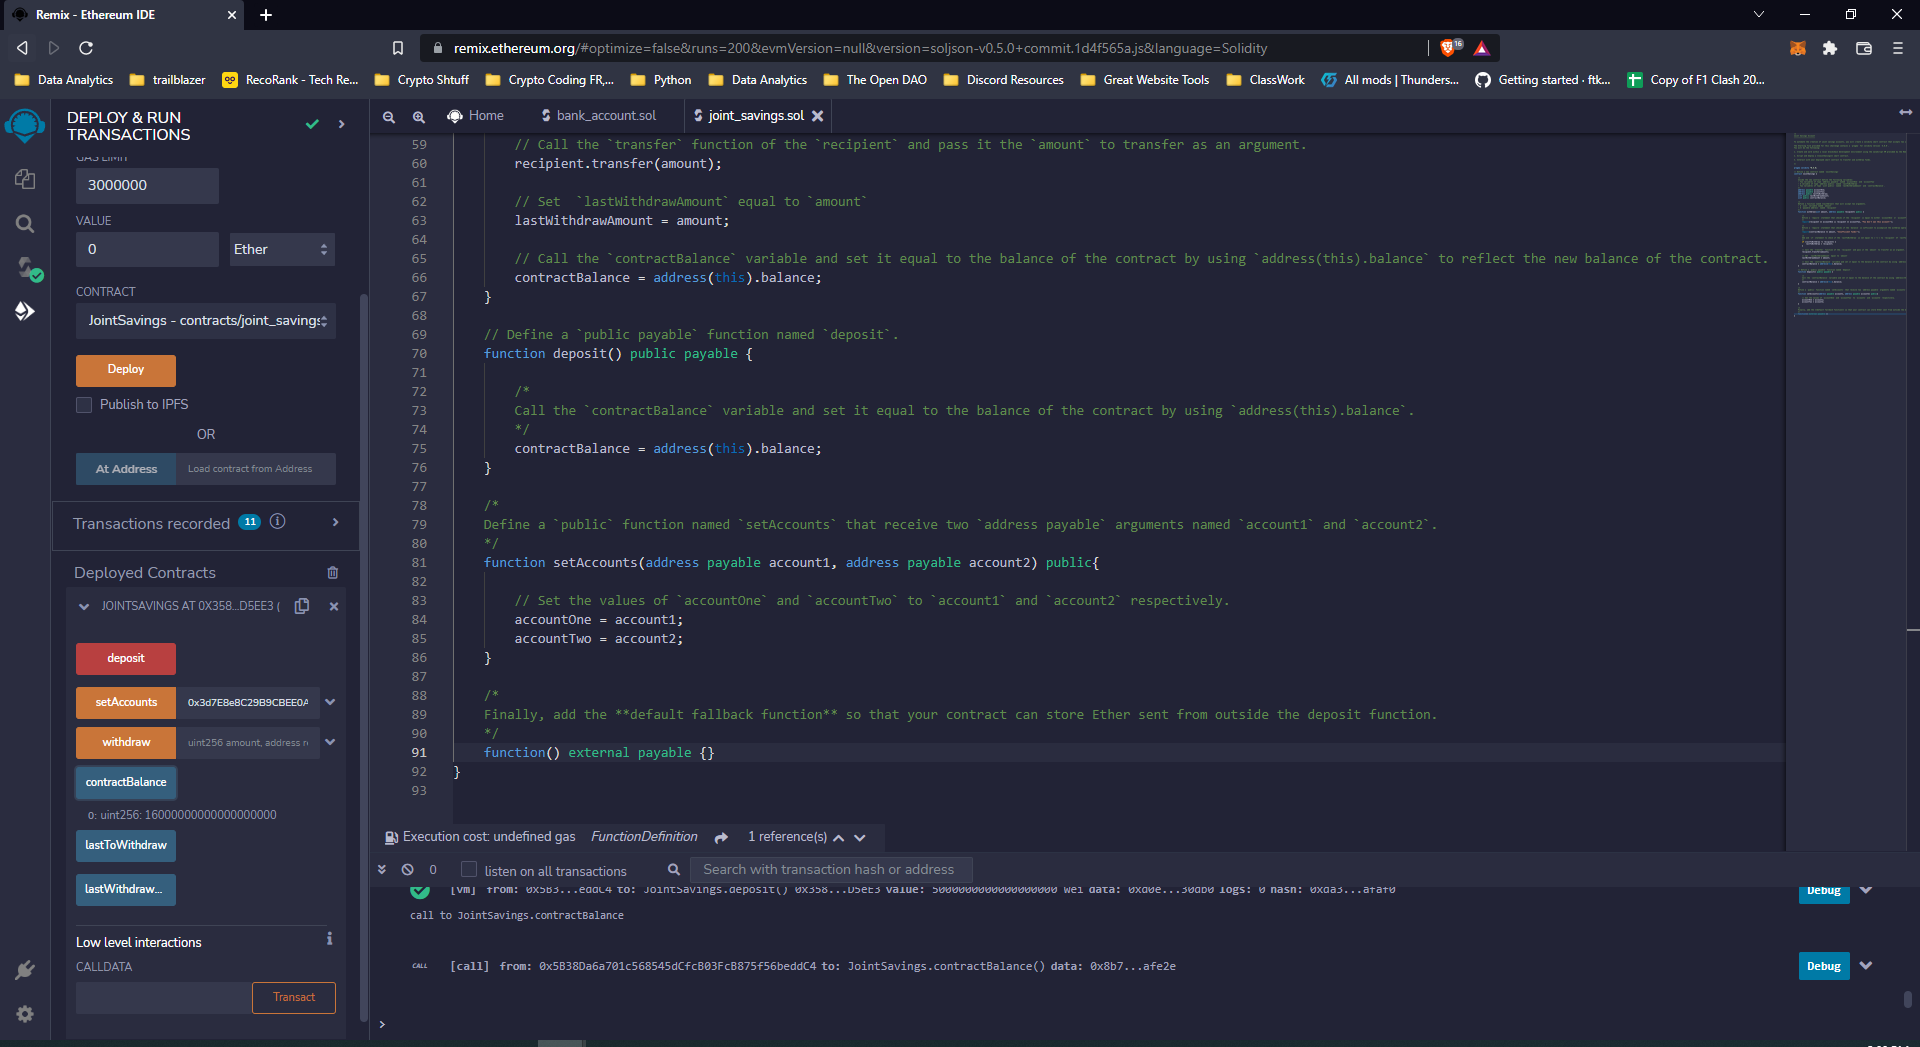 Remix - Ethereum IDE
remix.ethereum.org/#optimize=false&runs=200&evmVersion=null&version=soljson-v0.5.0+commit.1d4f565a.js&language=Solidity
16
Data Analytics
trailblazer
RecoRank - Tech Re...
Crypto Shtuff
Crypto Coding FR,...
Python
Data Analytics
The Open DAO
Discord Resources
Great Website Tools
ClassWork
All mods | Thunders...
Getting started · ftk...
Copy of F1 Clash 20...
DEPLOY & RUN
TRANSACTIONS
GAS LIMIT
3000000
VALUE
0
Ether
CONTRACT
JointSavings - contracts/joint_savings
Deploy
Publish to IPFS
OR
At Address
Load contract from Address
Transactions recorded 11
Deployed Contracts
JOINTSAVINGS AT 0X358...D5EE3 (
deposit
setAccounts
0x3d7E8e8C29B9CBEE0A
withdraw
uint256 amount, address re
contractBalance
0: uint256: 16000000000000000000
lastToWithdraw
lastWithdraw...
Low level interactions
CALLDATA
Transact
Home
bank_account.sol
joint_savings.sol
59 // Call the `transfer` function of the `recipient` and pass it the `amount` to transfer as an argument.
60 recipient.transfer(amount);
61
62 // Set  `lastWithdrawAmount` equal to `amount`
63 lastWithdrawAmount = amount;
64
65 // Call the `contractBalance` variable and set it equal to the balance of the contract by using `address(this).balance` to reflect the new balance of the contract.
66 contractBalance = address(this).balance;
67 }
68
69 // Define a `public payable` function named `deposit`.
70 function deposit() public payable {
71
72 /*
73 Call the `contractBalance` variable and set it equal to the balance of the contract by using `address(this).balance`.
74 */
75 contractBalance = address(this).balance;
76 }
77
78 /*
79 Define a `public` function named `setAccounts` that receive two `address payable` arguments named `account1` and `account2`.
80 */
81 function setAccounts(address payable account1, address payable account2) public{
82
83 // Set the values of `accountOne` and `accountTwo` to `account1` and `account2` respectively.
84 accountOne = account1;
85 accountTwo = account2;
86 }
87
88 /*
89 Finally, add the **default fallback function** so that your contract can store Ether sent from outside the deposit function.
90 */
91 function() external payable {}
92 }
93
Execution cost: undefined gas FunctionDefinition 1 reference(s)
0 listen on all transactions
Search with transaction hash or address
[vm] from: 0x5B3...eddC4 to: JointSavings.deposit() 0x358...D5EE3 value: 5000000000000000000 wei data: 0xd0e...30db0 logs: 0 hash: 0xda3...afaf0
Debug
call to JointSavings.contractBalance
CALL [call] from: 0x5B38Da6a701c568545dCfcB03FcB875f56beddC4 to: JointSavings.contractBalance() data: 0x8b7...afe2e
Debug
>